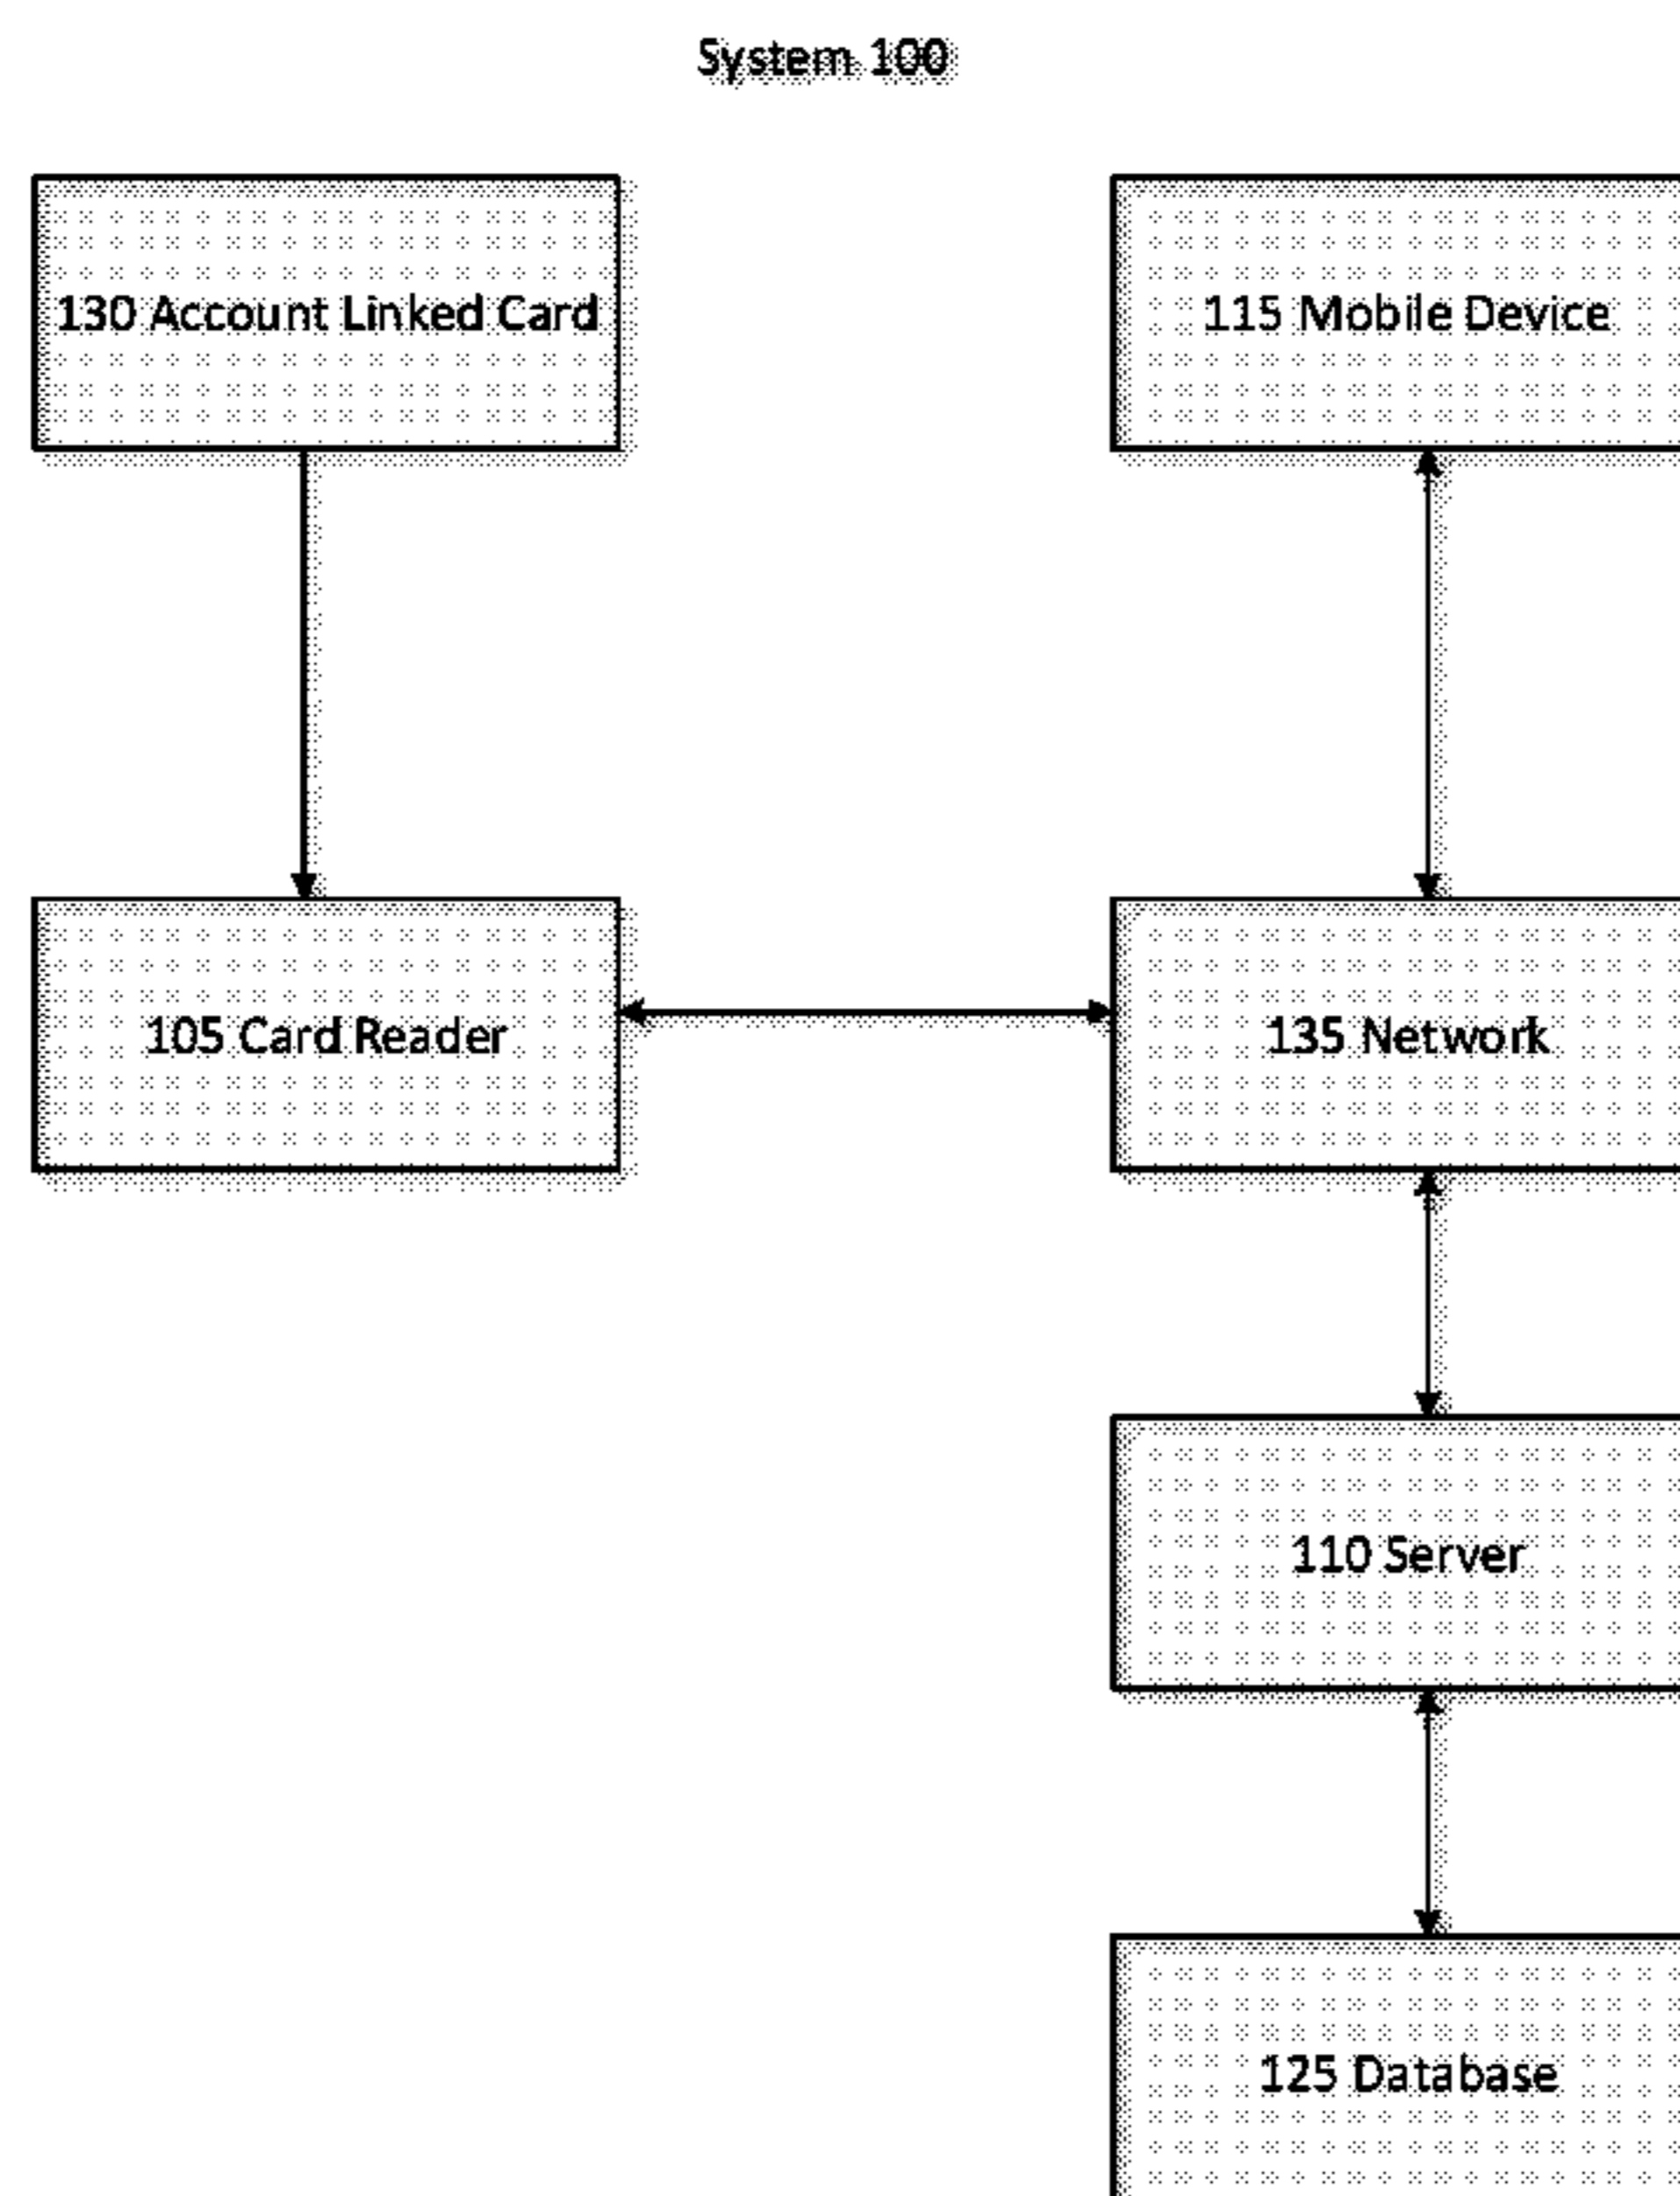 System 100
130 Account Linked Card
115 Mobile Device
105 Card Reader
135 Network
110 Server
125 Database